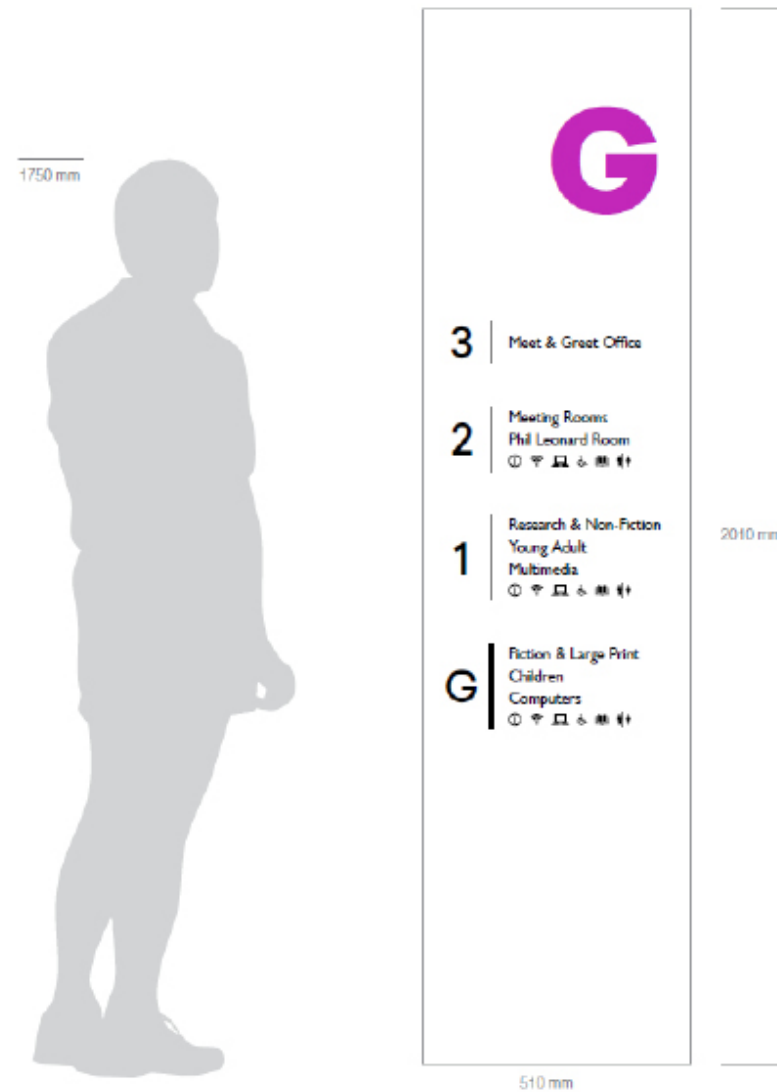 1750 mm
G
3 Meet & Greet Office
2 Meeting Rooms
Phil Leonard Room
1 Research & Non-Fiction
Young Adult
Multimedia
G Fiction & Large Print
Children
Computers
2010 mm
510 mm